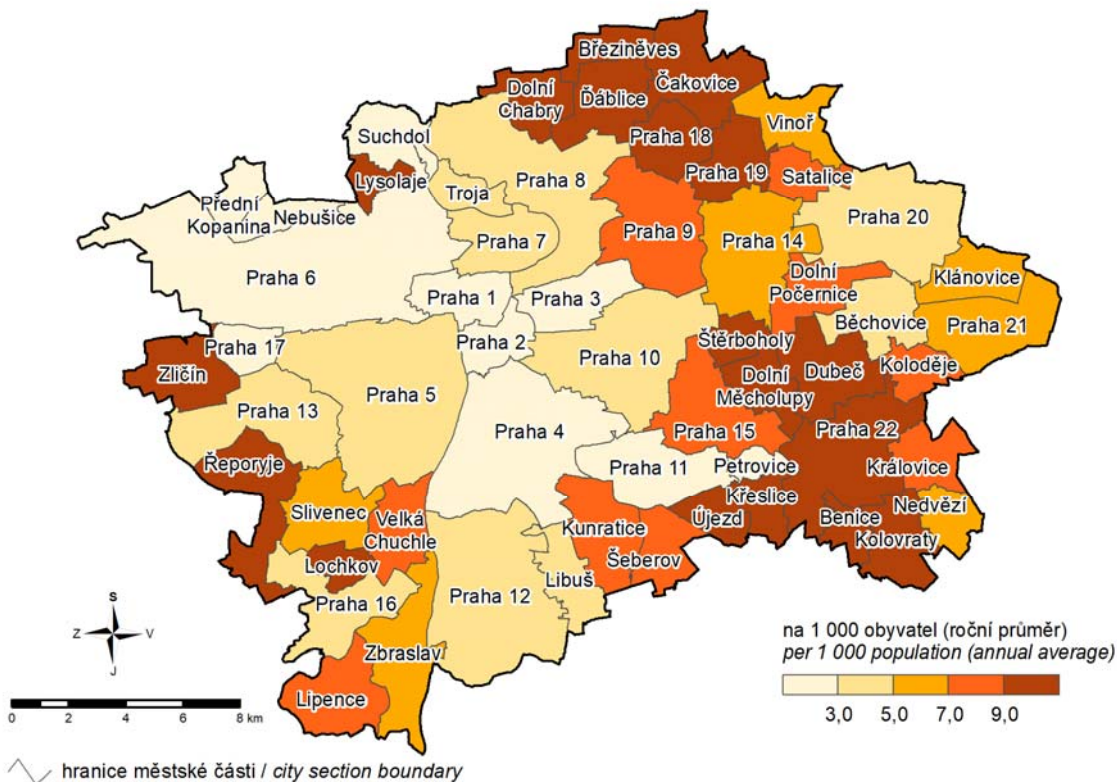 Březiněves
Čakovice
Dolní
Chabry
Ďáblice
Vinoř
Suchdol
Praha 18
Lysolaje
Praha 19
Satalice
Praha 8
Troja
Přední
Kopanina
Nebušice
Praha 20
Praha 7
Praha 9
Praha 14
Praha 6
Dolní
Počernice
Klánovice
Praha 1
Praha 3
Běchovice
Praha 21
Praha 2
Štěrboholy
Praha 17
Praha 10
Dubeč
Koloděje
Zličín
Dolní
Měcholupy
Praha 5
Praha 13
Praha 4
Praha 15
Praha 22
Řeporyje
Praha 11
Petrovice
Královice
Křeslice
Slivenec
Velká
Chuchle
Kunratice
Újezd
Benice
Nedvězí
Kolovraty
Šeberov
Lochkov
Libuš
Praha 12
Praha 16
Zbraslav
Lipence
S
Z V
J
0 2 4 6 8 km
hranice městské části / city section boundary
na 1 000 obyvatel (roční průměr)
per 1 000 population (annual average)
3,0 5,0 7,0 9,0